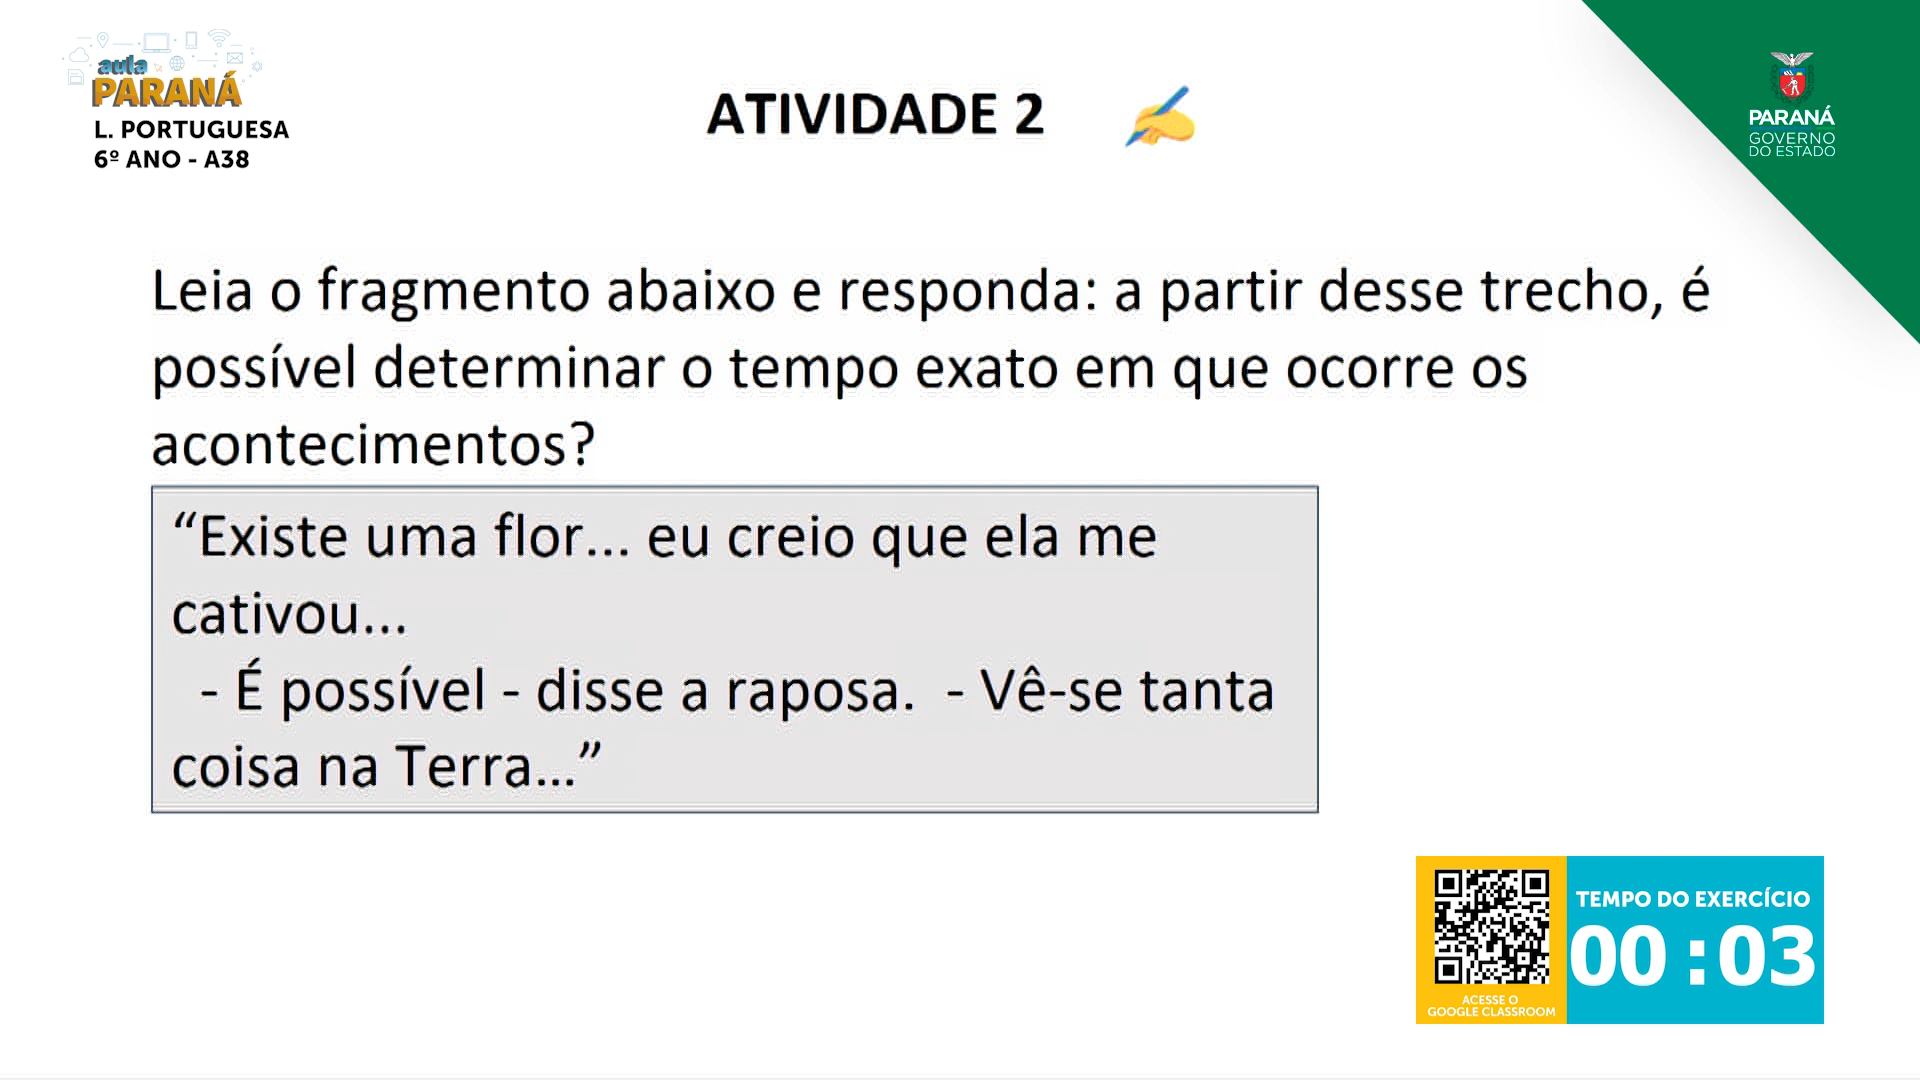 aula
PARANÁ
L. PORTUGUESA
6º ANO - A38
ATIVIDADE 2
PARANÁ
GOVERNO
DO ESTADO
Leia o fragmento abaixo e responda: a partir desse trecho, é
possível determinar o tempo exato em que ocorre os
acontecimentos?
“Existe uma flor... eu creio que ela me
cativou...
- É possível - disse a raposa.  - Vê-se tanta
coisa na Terra...”
TEMPO DO EXERCÍCIO
00:03
ACESSE O
GOOGLE CLASSROOM